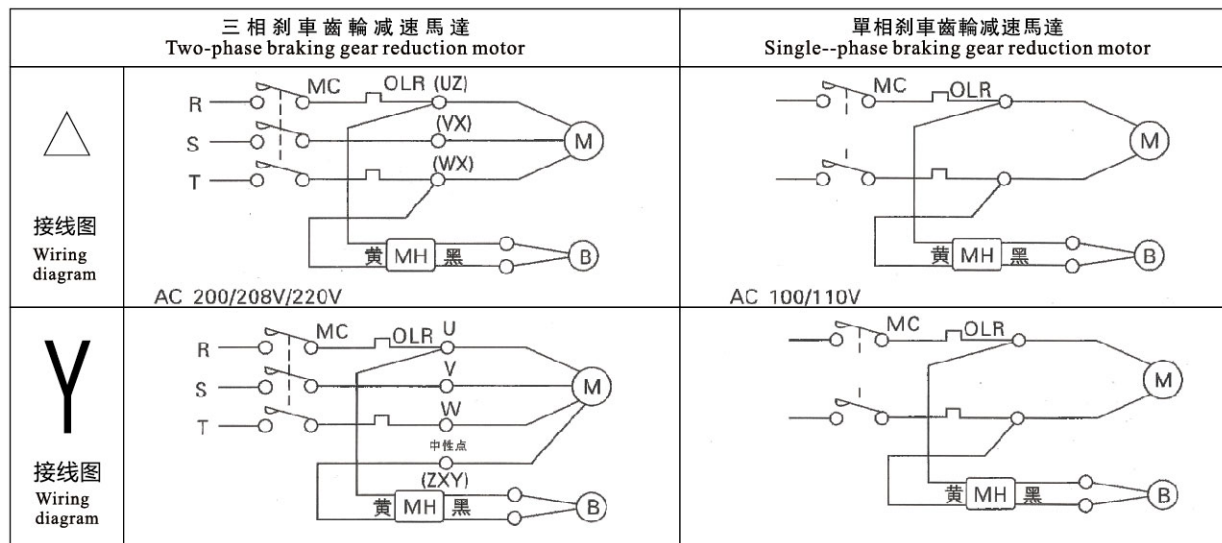 三相刹車齒輪减速馬達
Two-phase braking gear reduction motor
單相刹車齒輪减速馬達
Single--phase braking gear reduction motor
△
接线图
Wiring
diagram
R
MC
OLR
(UZ)
S
(VX)
M
T
(WX)
黄
MH
黑
B
AC 200/208V/220V
MC
OLR
M
黄
MH
黑
B
AC 100/110V
Y
接线图
Wiring
diagram
R
MC
OLR
U
S
V
M
T
W
中性点
(ZXY)
黄
MH
黑
B
MC
OLR
M
黄
MH
黑
B